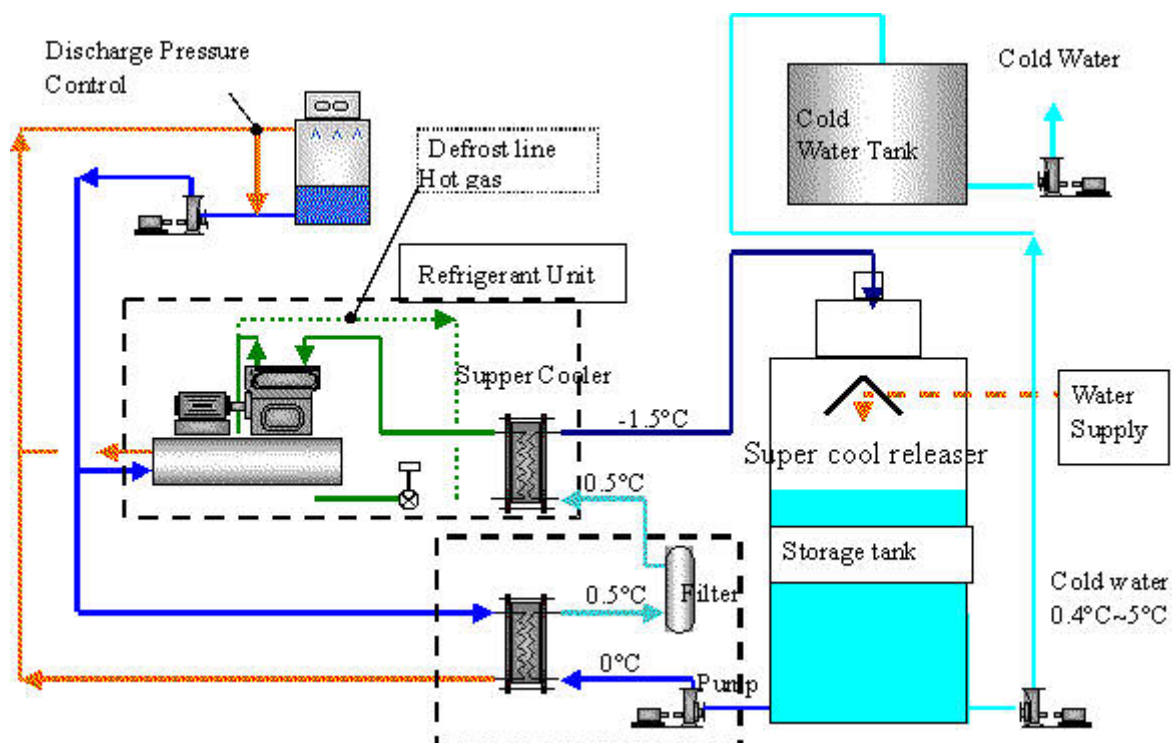 Discharge Pressure
Control
Defrost line
Hot gas
Cold Water
Cold
Water Tank
Refrigerant Unit
Supper Cooler
-1.5°C
Water
Supply
Super cool releaser
0.5°C
Storage tank
0.5°C
Filter
Cold water
0.4°C~5°C
0°C
Pump